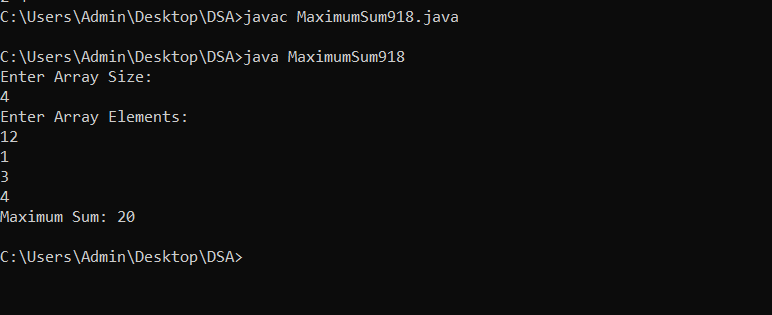 C:\Users\Admin\Desktop\DSA>javac MaximumSum918.java
C:\Users\Admin\Desktop\DSA>java MaximumSum918
Enter Array Size:
4
Enter Array Elements:
12
1
3
4
Maximum Sum: 20
C:\Users\Admin\Desktop\DSA>